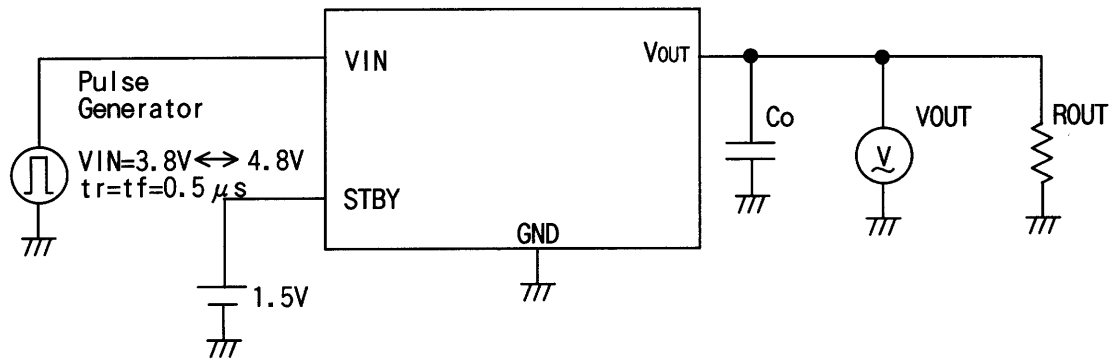 VIN
VOUT
Pulse
Generator
Co
VOUT
ROUT
V
VIN=3.8V↔4.8V
tr=tf=0.5μs
STBY
GND
1.5V